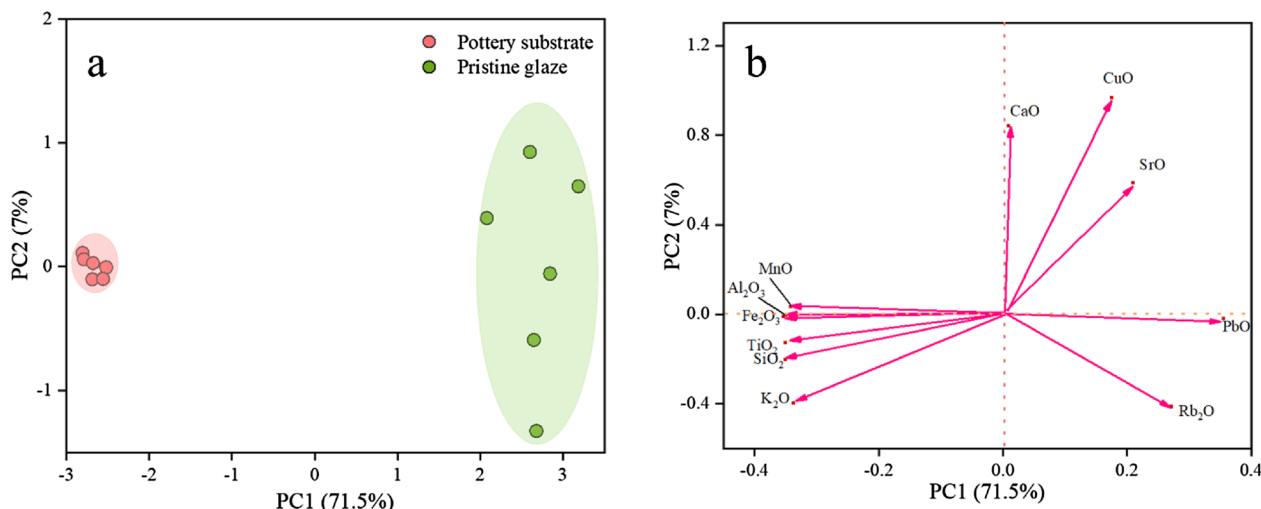 a
Pottery substrate
Pristine glaze
2
1
0
-1
PC2 (7%)
-3
-2
-1
0
1
2
3
PC1 (71.5%)
b
CuO
CaO
SrO
MnO
Al₂O₃
Fe₂O₃
TiO₂
SiO₂
K₂O
PbO
Rb₂O
1.2
0.8
0.4
0.0
-0.4
PC2 (7%)
-0.4
-0.2
0.0
0.2
0.4
PC1 (71.5%)